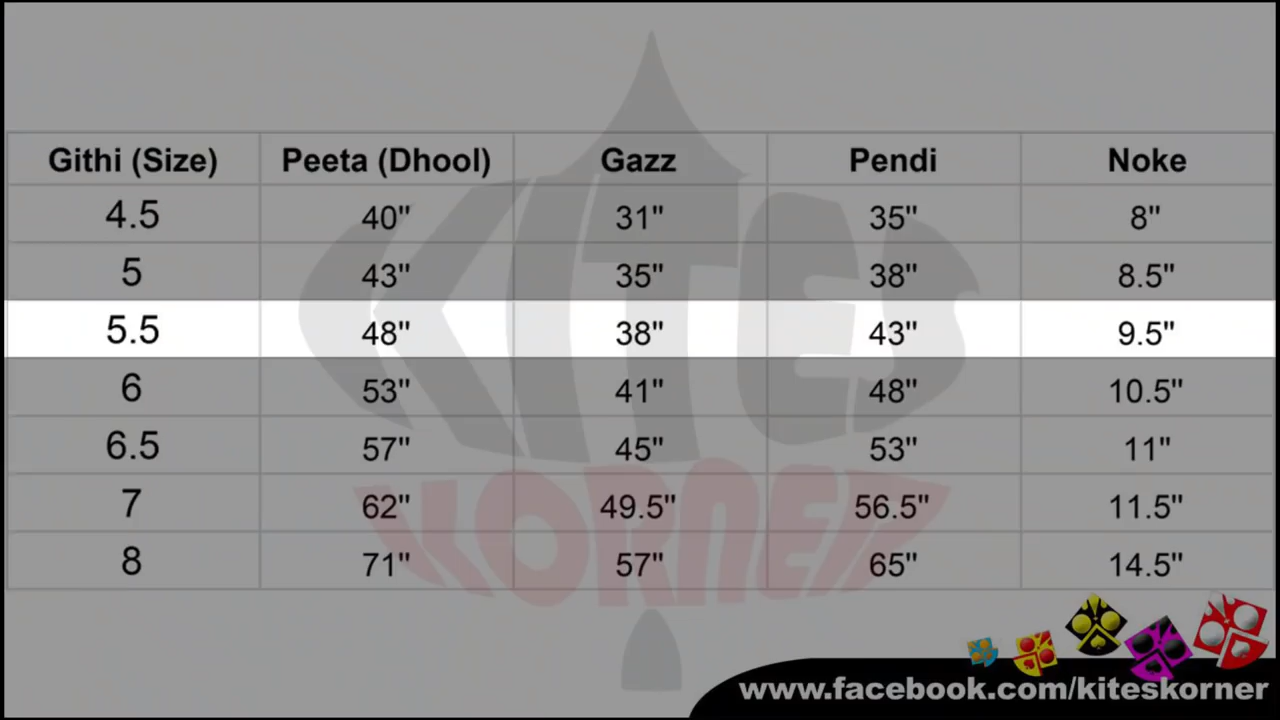 Githi (Size) Peeta (Dhool) Gazz Pendi Noke
4.5 40" 31" 35" 8"
5 43" 35" 38" 8.5"
5.5 48" 38" 43" 9.5"
6 53" 41" 48" 10.5"
6.5 57" 45" 53" 11"
7 62" 49.5" 56.5" 11.5"
8 71" 57" 65" 14.5"
KITES
KORNER
www.facebook.com/kiteskorner